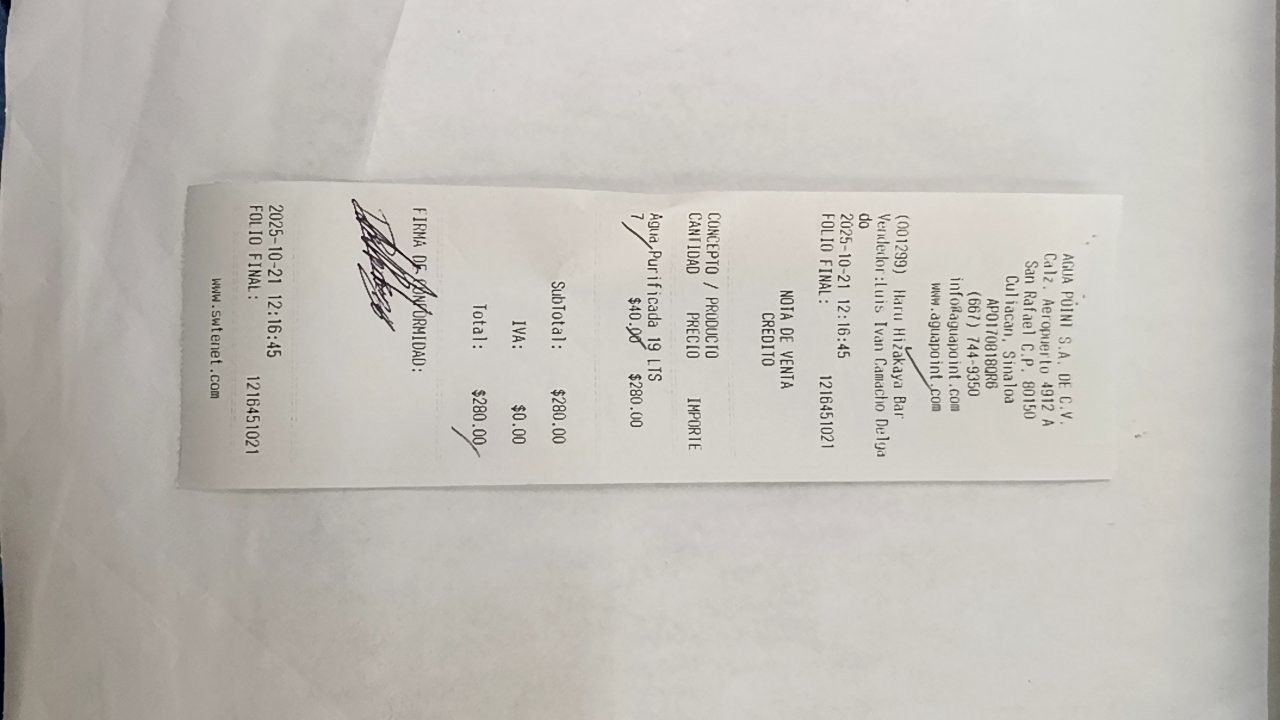 AGUA POINT S.A. DE C.V.
Calz. Aeropuerto 4912 A
San Rafael C.P. 80150
Culiacan, Sinaloa
APO170818QR6
(667) 744-9350
info@aguapoint.com
www.aguapoint.com
(001299) Haru Hizakaya Bar
Vendedor:Luis Ivan Camacho Delga
do
2025-10-21 12:16:45
FOLIO FINAL: 1216451021
NOTA DE VENTA
CREDITO
CONCEPTO / PRODUCTO
CANTIDAD PRECIO IMPORTE
Agua Purificada 19 LTS
7 $40.00 $280.00
SubTotal: $280.00
IVA: $0.00
Total: $280.00
FIRMA DE CONFORMIDAD:
2025-10-21 12:16:45
FOLIO FINAL: 1216451021
www.swtenet.com